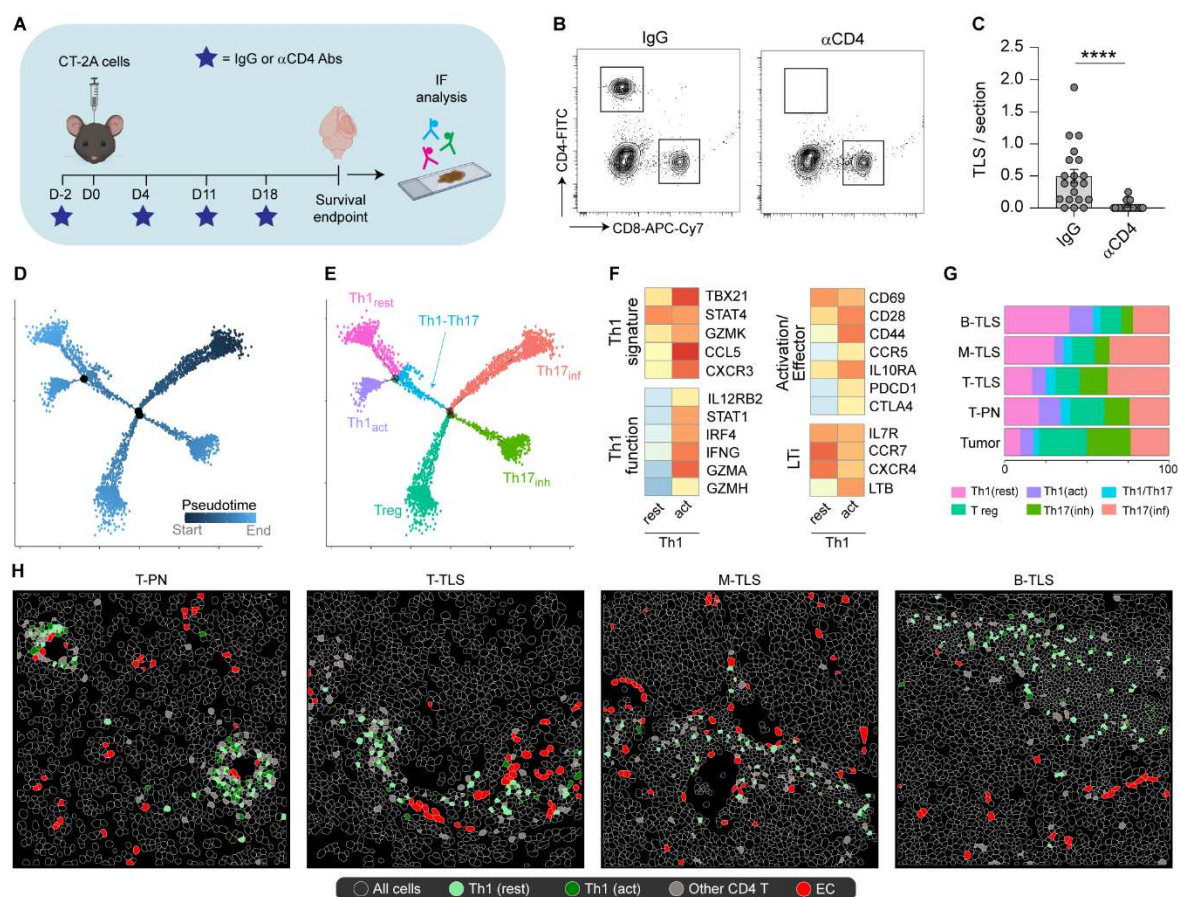 A
CT-2A cells
= IgG or αCD4 Abs
IF
analysis
D-2
D0
D4
D11
D18
Survival
endpoint
B
IgG
αCD4
CD4-FITC
CD8-APC-Cy7
C
****
TLS / section
2.5
2.0
1.5
1.0
0.5
0.0
IgG
αCD4
D
Pseudotime
Start
End
E
Th1rest
Th1-Th17
Th17inf
Th1act
Th17inh
Treg
F
Th1
signature
TBX21
STAT4
GZMK
CCL5
CXCR3
Th1
function
IL12RB2
STAT1
IRF4
IFNG
GZMA
GZMH
rest
act
Th1
Activation/
Effector
CD69
CD28
CD44
CCR5
IL10RA
PDCD1
CTLA4
LTi
IL7R
CCR7
CXCR4
LTB
rest
act
Th1
G
B-TLS
M-TLS
T-TLS
T-PN
Tumor
0
100
Th1(rest)
Th1(act)
Th1/Th17
T reg
Th17(inh)
Th17(inf)
H
T-PN
T-TLS
M-TLS
B-TLS
All cells
Th1 (rest)
Th1 (act)
Other CD4 T
EC